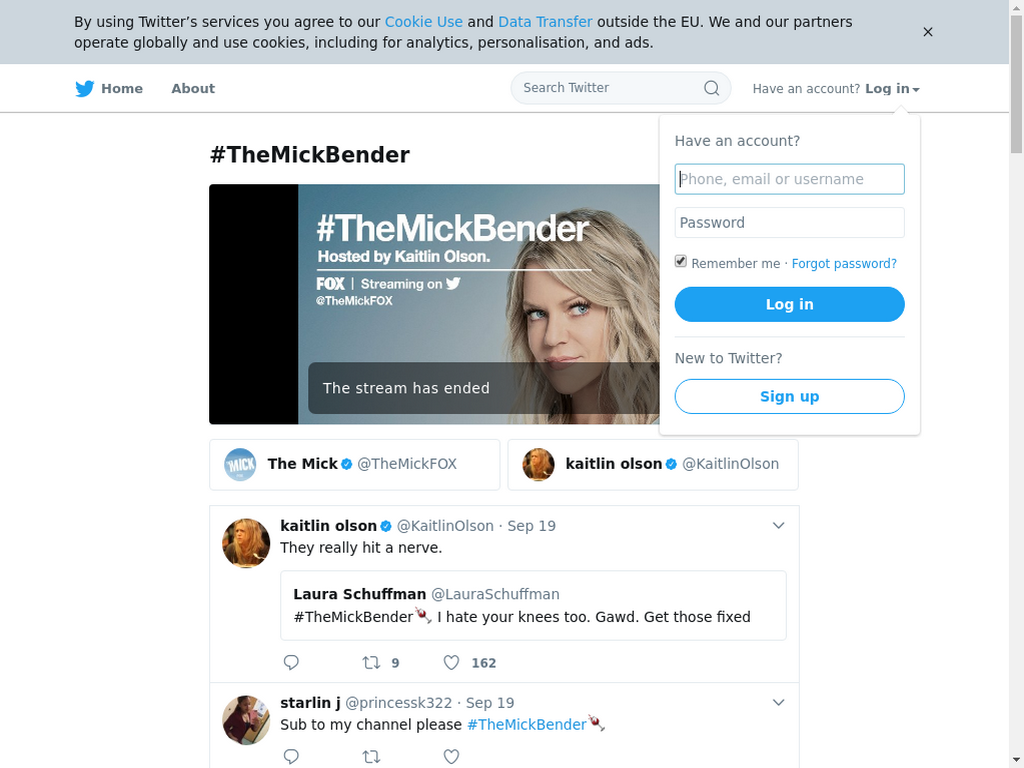 By using Twitter’s services you agree to our Cookie Use and Data Transfer outside the EU. We and our partners
operate globally and use cookies, including for analytics, personalisation, and ads.
Home
About
Search Twitter
Have an account? Log in
#TheMickBender
#TheMickBender
Hosted by Kaitlin Olson.
FOX | Streaming on
@TheMickFOX
The stream has ended
Have an account?
Phone, email or username
Password
Remember me · Forgot password?
Log in
New to Twitter?
Sign up
MICK
The Mick @TheMickFOX
kaitlin olson @KaitlinOlson
kaitlin olson @KaitlinOlson · Sep 19
They really hit a nerve.
Laura Schuffman @LauraSchuffman
#TheMickBender I hate your knees too. Gawd. Get those fixed
9
162
starlin j @princessk322 · Sep 19
Sub to my channel please #TheMickBender